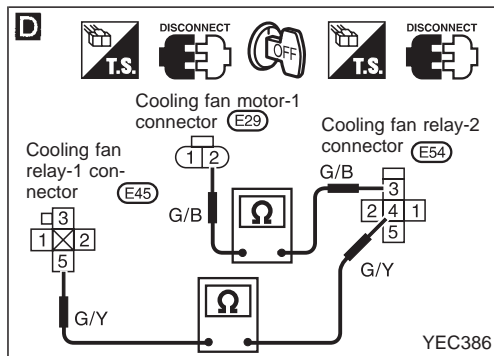 D
T.S.
DISCONNECT
OFF
T.S.
DISCONNECT
Cooling fan motor-1
connector E29
1 2
Cooling fan relay-2
connector E54
3
2 4 1
5
Cooling fan
relay-1 con-
nector E45
3
1 2
5
G/B
G/B
Ω
G/Y
G/Y
Ω
YEC386